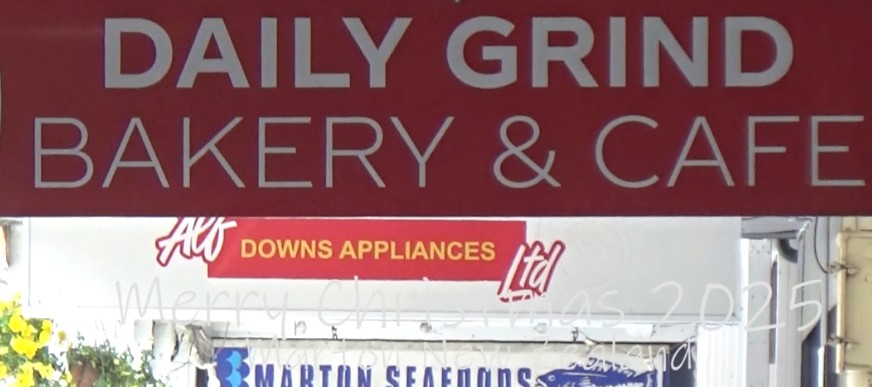 DAILY GRIND
BAKERY & CAFE
Alf DOWNS APPLIANCES Ltd
Merry Christmas 2025
Marton New Zealand
MARTON SEAFOODS